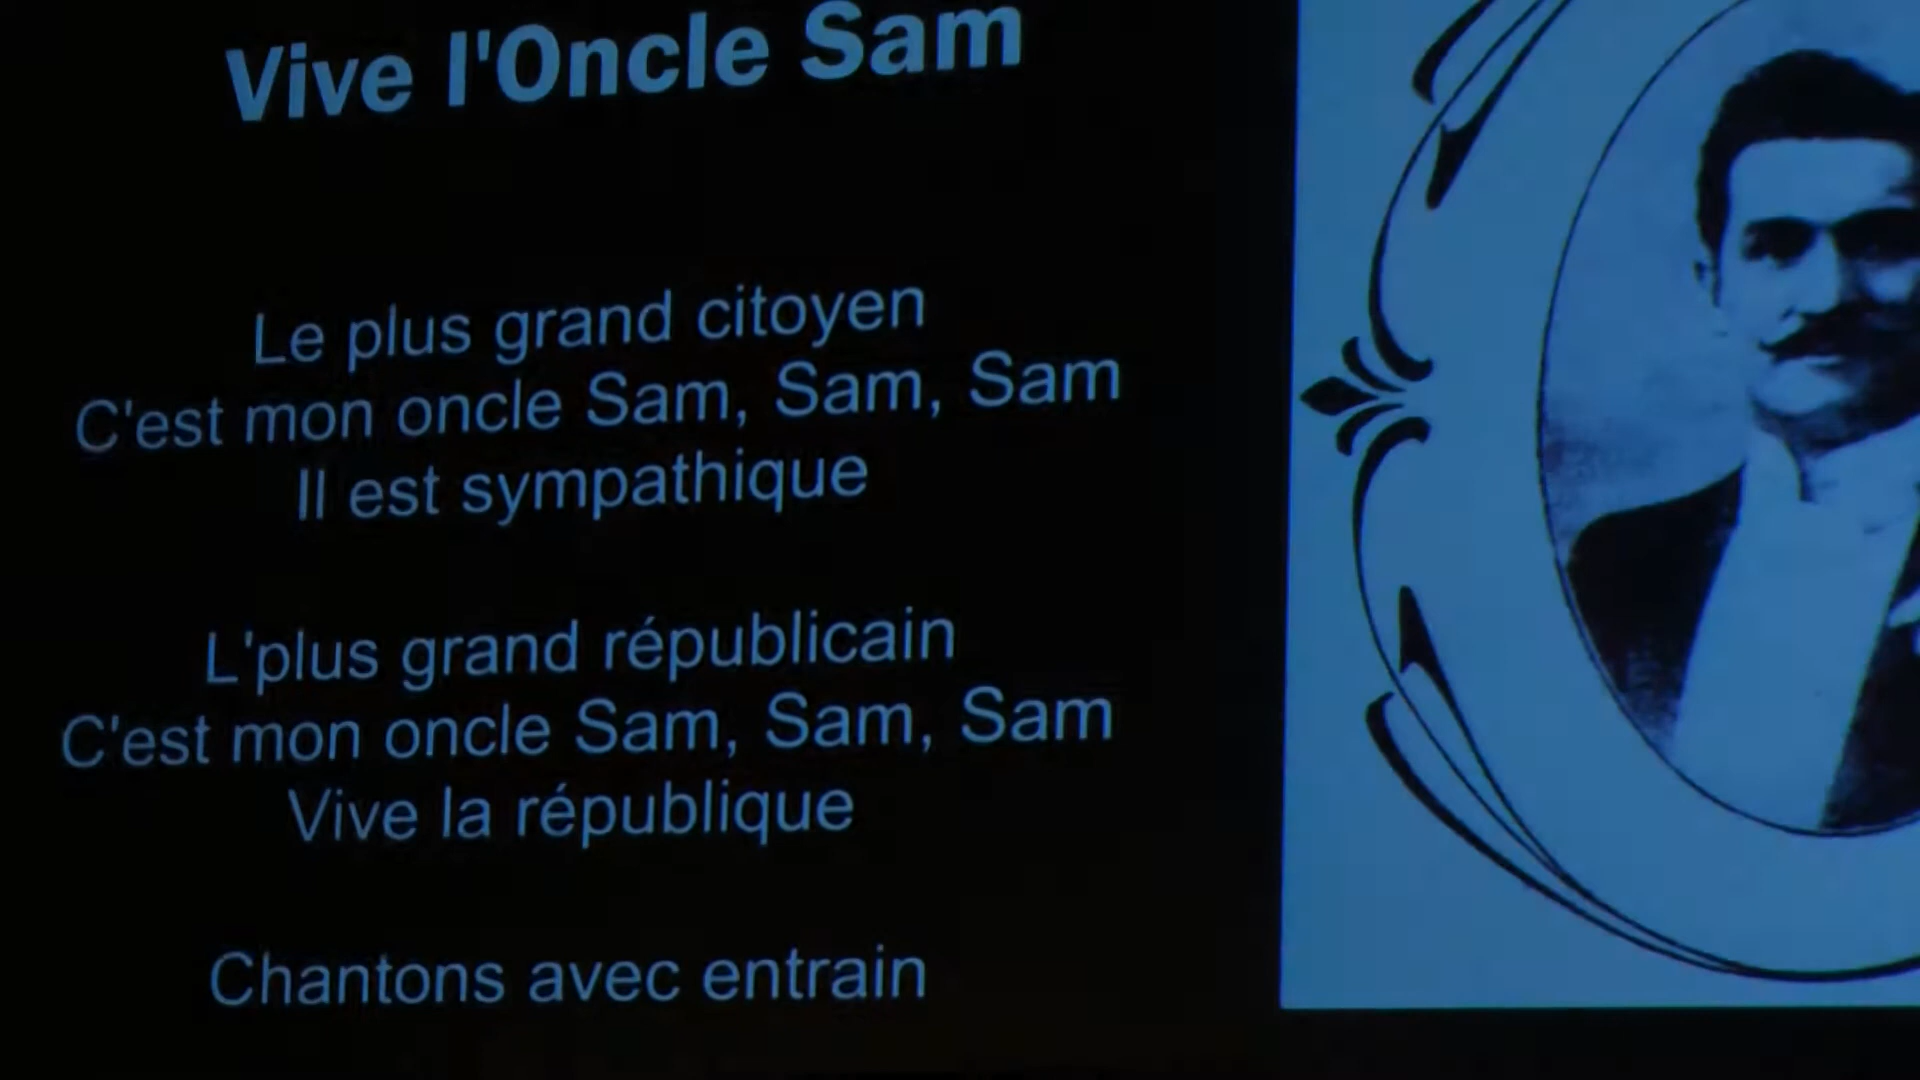 Vive l'Oncle Sam
Le plus grand citoyen
C'est mon oncle Sam, Sam, Sam
Il est sympathique
L'plus grand républicain
C'est mon oncle Sam, Sam, Sam
Vive la république
Chantons avec entrain